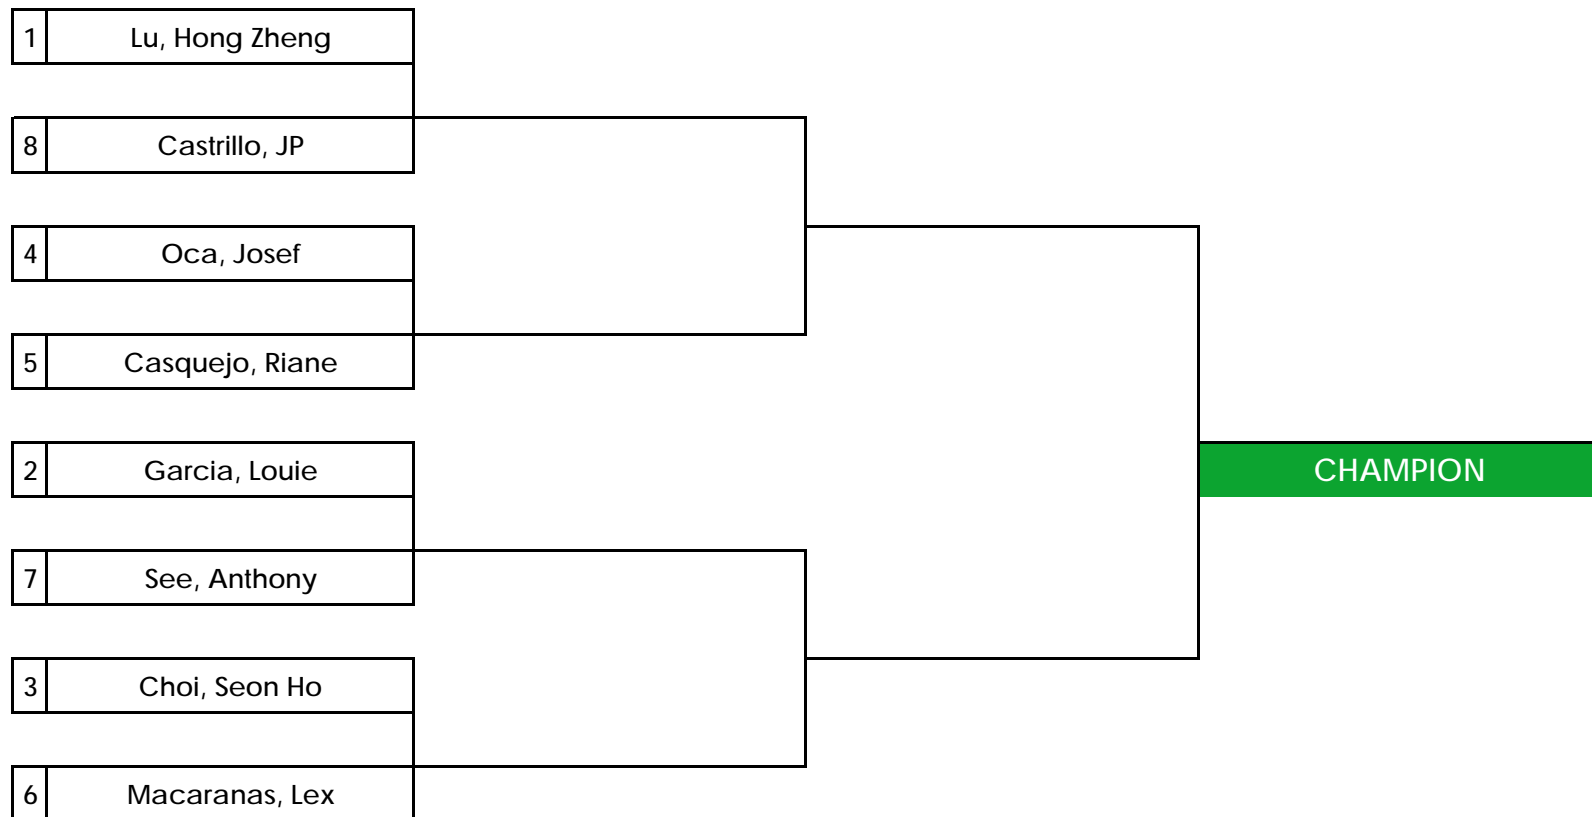 1 Lu, Hong Zheng
8 Castrillo, JP
4 Oca, Josef
5 Casquejo, Riane
2 Garcia, Louie
CHAMPION
7 See, Anthony
3 Choi, Seon Ho
6 Macaranas, Lex